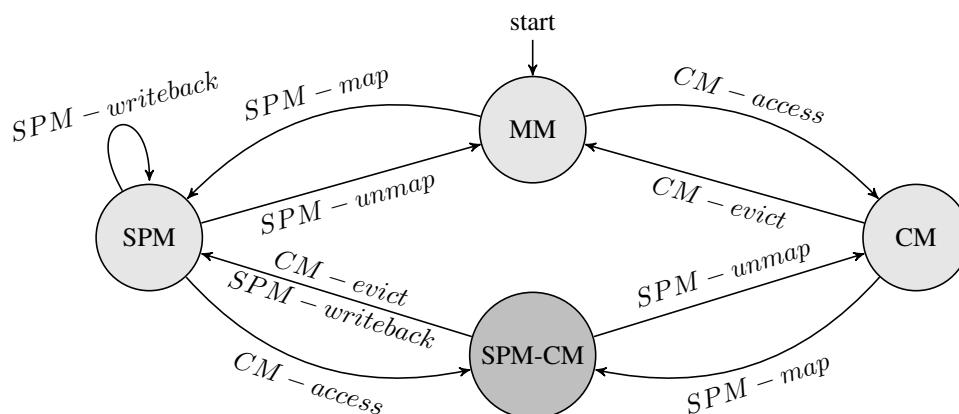 start
SPM − writeback
SPM − map
CM − access
MM
SPM − unmap
CM − evict
SPM
CM
CM − evict
SPM − writeback
SPM − unmap
SPM-CM
CM − access
SPM − map